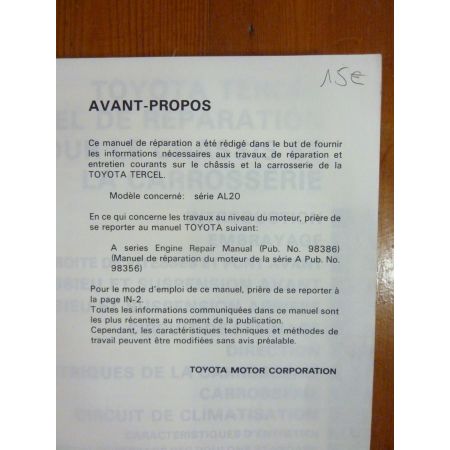 15€
AVANT-PROPOS
Ce manuel de réparation a été rédigé dans le but de fournir
les informations nécessaires aux travaux de réparation et
entretien courants sur le châssis et la carrosserie de la
TOYOTA TERCEL.
Modèle concerné: série AL20
En ce qui concerne les travaux au niveau du moteur, prière de
se reporter au manuel TOYOTA suivant:
A series Engine Repair Manual (Pub. No. 98386)
(Manuel de réparation du moteur de la série A Pub. No.
98356)
Pour le mode d'emploi de ce manuel, prière de se reporter à
la page IN-2.
Toutes les informations communiquées dans ce manuel sont
les plus récentes au moment de la publication.
Cependant, les caractéristiques techniques et méthodes de
travail peuvent être modifiées sans avis préalable.
TOYOTA MOTOR CORPORATION